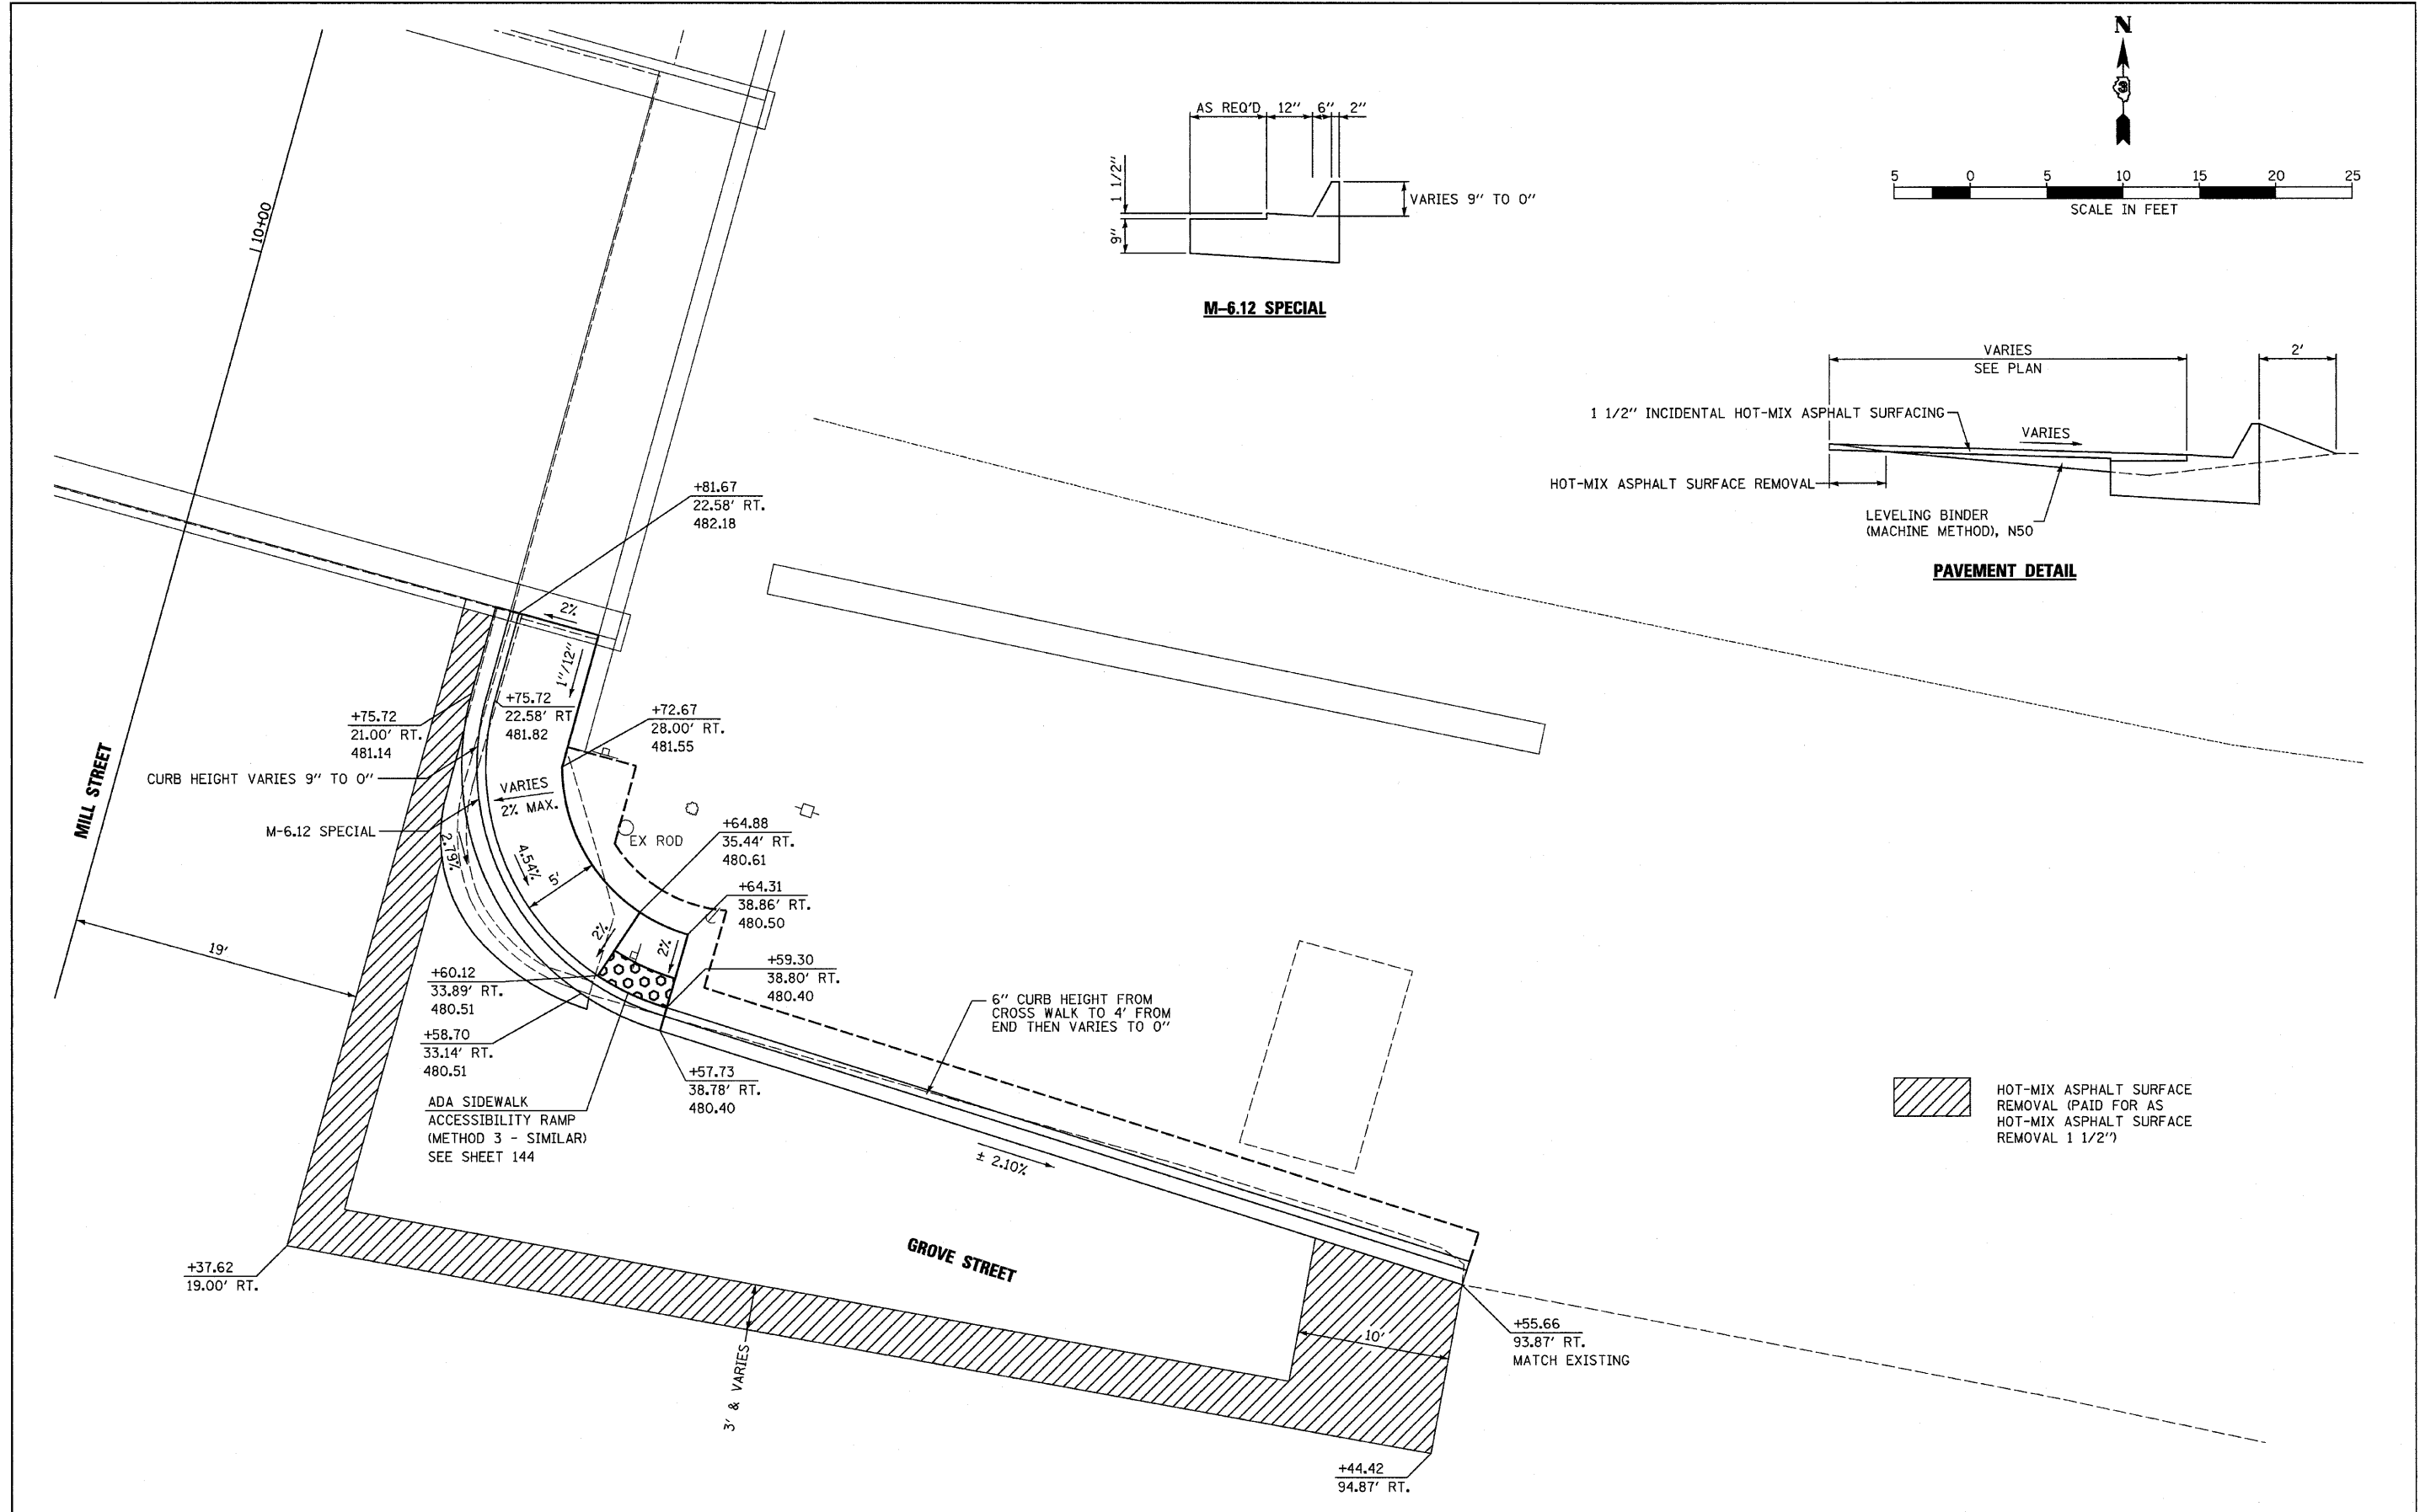 N
AS REQ'D 12" 6" 2"
1 1/2"
9"
VARIES 9" TO 0"
M-6.12 SPECIAL
5 0 5 10 15 20 25
SCALE IN FEET
10+00
VARIES
SEE PLAN
2'
1 1/2" INCIDENTAL HOT-MIX ASPHALT SURFACING
VARIES
HOT-MIX ASPHALT SURFACE REMOVAL
LEVELING BINDER
(MACHINE METHOD), N50
PAVEMENT DETAIL
+81.67
22.58' RT.
482.18
2%
1"/12"
+75.72
22.58' RT
481.82
+75.72
21.00' RT.
481.14
+72.67
28.00' RT.
481.55
MILL STREET
CURB HEIGHT VARIES 9" TO 0"
VARIES
2% MAX.
M-6.12 SPECIAL
2.79%
4.54%
5'
EX ROD
+64.88
35.44' RT.
480.61
+64.31
38.86' RT.
480.50
2%
2%
19'
+60.12
33.89' RT.
480.51
+59.30
38.80' RT.
480.40
+58.70
33.14' RT.
480.51
+57.73
38.78' RT.
480.40
6" CURB HEIGHT FROM
CROSS WALK TO 4' FROM
END THEN VARIES TO 0"
ADA SIDEWALK
ACCESSIBILITY RAMP
(METHOD 3 - SIMILAR)
SEE SHEET 144
± 2.10%
HOT-MIX ASPHALT SURFACE
REMOVAL (PAID FOR AS
HOT-MIX ASPHALT SURFACE
REMOVAL 1 1/2")
GROVE STREET
+37.62
19.00' RT.
3' & VARIES
10'
+55.66
93.87' RT.
MATCH EXISTING
+44.42
94.87' RT.